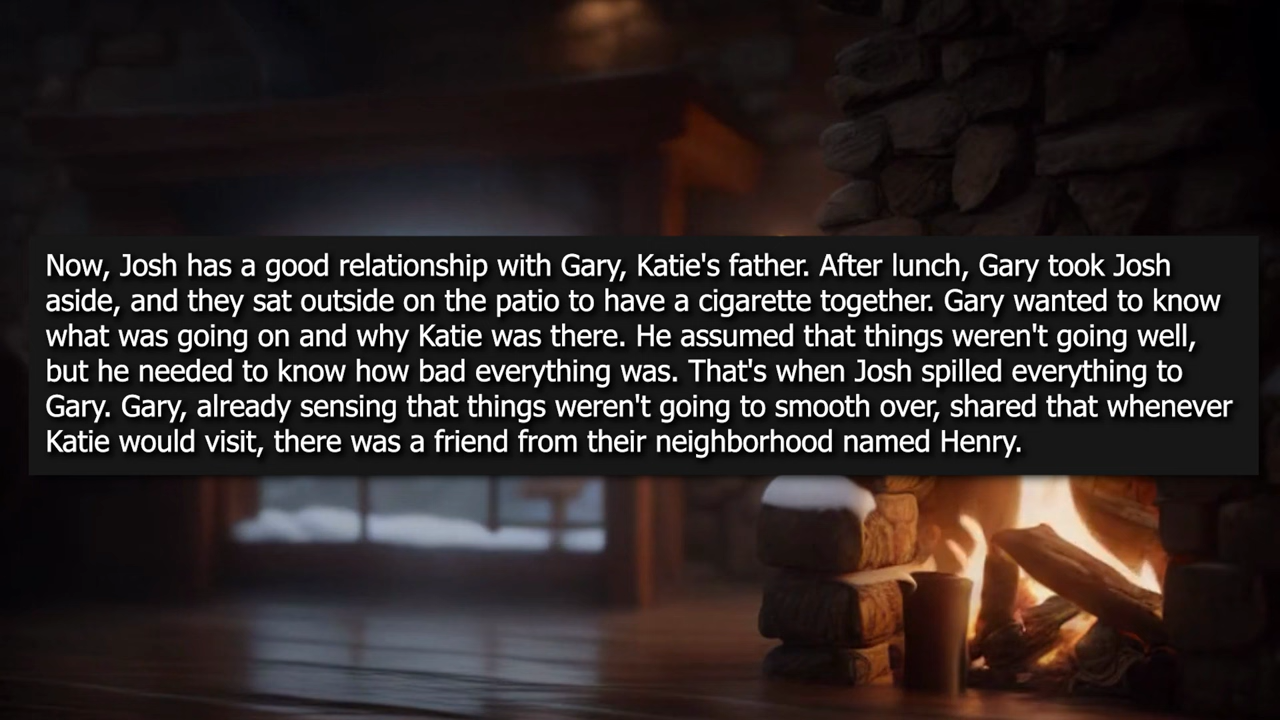 Now, Josh has a good relationship with Gary, Katie's father. After lunch, Gary took Josh
aside, and they sat outside on the patio to have a cigarette together. Gary wanted to know
what was going on and why Katie was there. He assumed that things weren't going well,
but he needed to know how bad everything was. That's when Josh spilled everything to
Gary. Gary, already sensing that things weren't going to smooth over, shared that whenever
Katie would visit, there was a friend from their neighborhood named Henry.